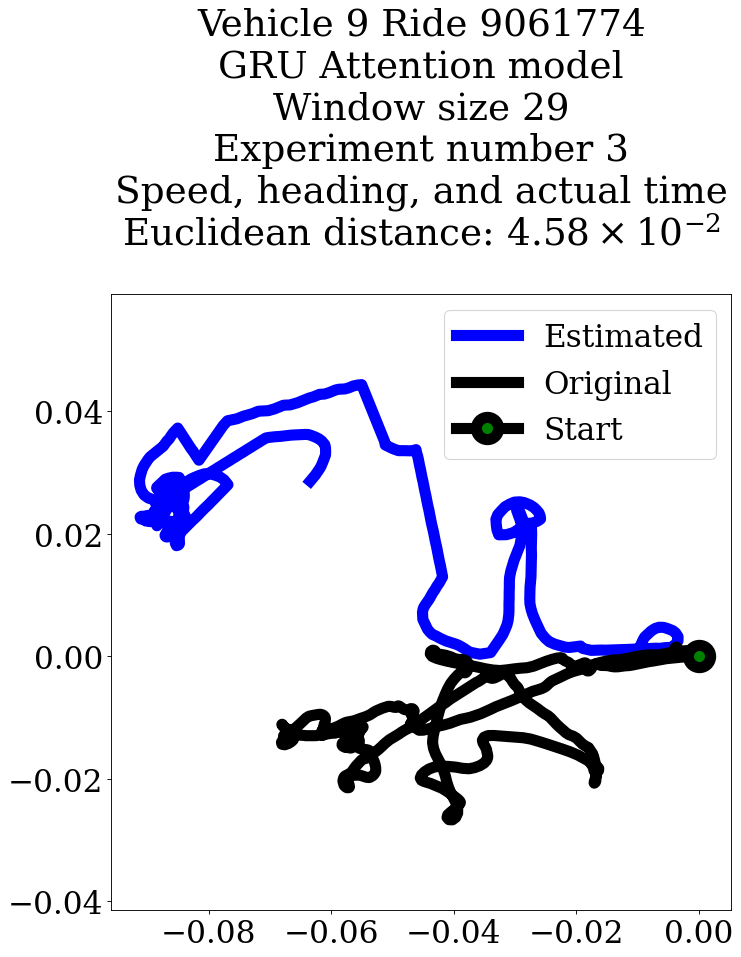 Vehicle 9 Ride 9061774
GRU Attention model
Window size 29
Experiment number 3
Speed, heading, and actual time
Euclidean distance: 4.58 × 10⁻²
Estimated
Original
Start
0.04
0.02
0.00
−0.02
−0.04
−0.08
−0.06
−0.04
−0.02
0.00